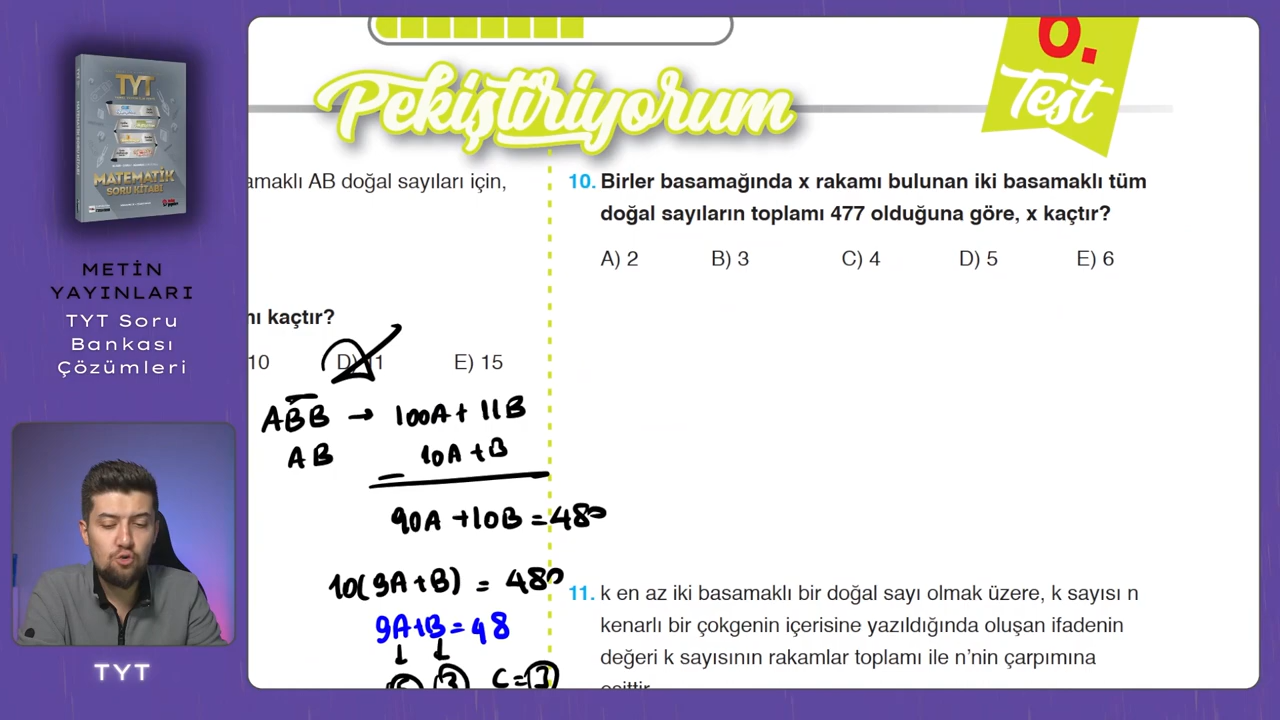 TYT
MATEMATİK
SORU KİTABI
METİN
YAYINLARI
TYT Soru
Bankası
Çözümleri
TYT
Pekiştiriyorum
6.
Test
amaklı AB doğal sayıları için,
nı kaçtır?
10 D) 11 E) 15
ABB → 100A + 11B
AB 10A + B
90A + 10B = 480
10(9A + B) = 480
9A + B = 48
C = 3
10. Birler basamağında x rakamı bulunan iki basamaklı tüm
doğal sayıların toplamı 477 olduğuna göre, x kaçtır?
A) 2 B) 3 C) 4 D) 5 E) 6
11. k en az iki basamaklı bir doğal sayı olmak üzere, k sayısı n
kenarlı bir çokgenin içerisine yazıldığında oluşan ifadenin
değeri k sayısının rakamlar toplamı ile n'nin çarpımına